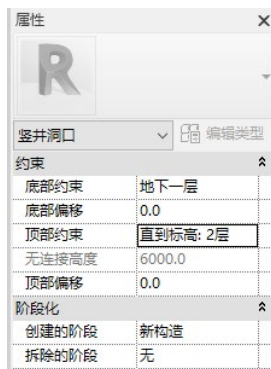 属性
竖井洞口
编辑类型
约束
底部约束 地下一层
底部偏移 0.0
顶部约束 直到标高: 2层
无连接高度 6000.0
顶部偏移 0.0
阶段化
创建的阶段 新构造
拆除的阶段 无